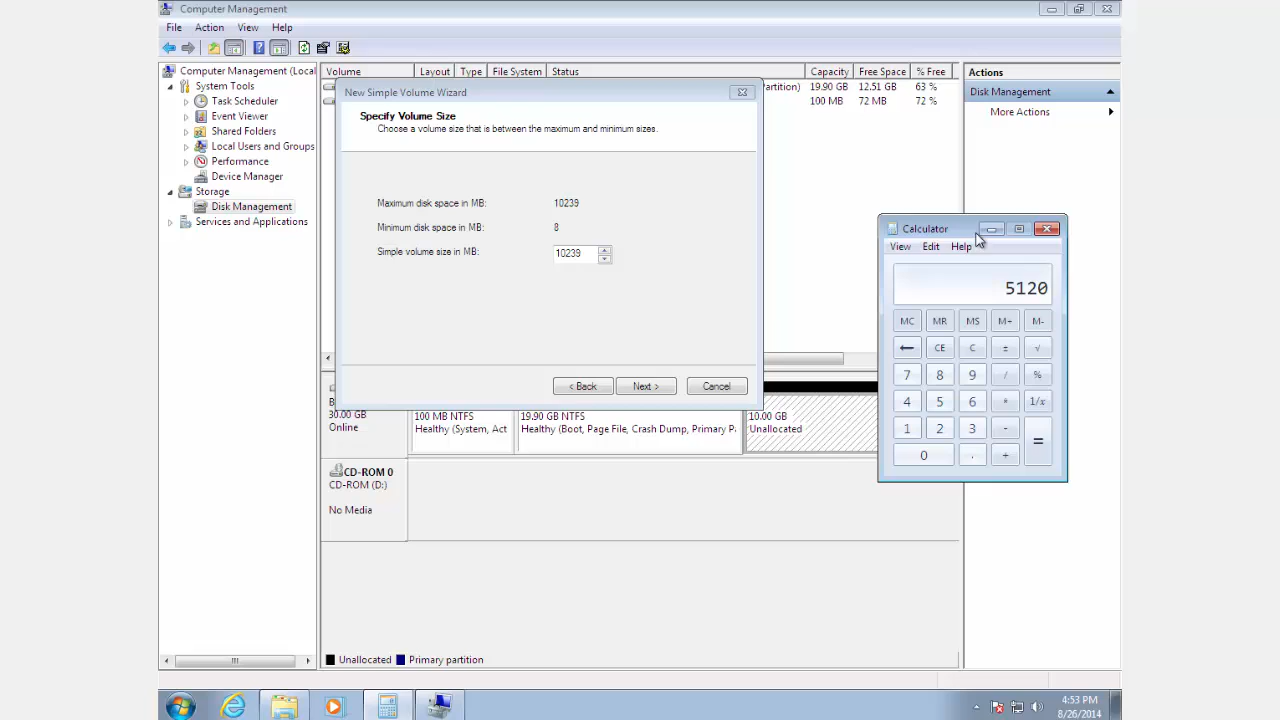 Computer Management
File Action View Help
Computer Management (Local
System Tools
Task Scheduler
Event Viewer
Shared Folders
Local Users and Groups
Performance
Device Manager
Storage
Disk Management
Services and Applications
Volume Layout Type File System Status Capacity Free Space % Free
Partition) 19.90 GB 12.51 GB 63 %
100 MB 72 MB 72 %
New Simple Volume Wizard
Specify Volume Size
Choose a volume size that is between the maximum and minimum sizes.
Maximum disk space in MB: 10239
Minimum disk space in MB: 8
Simple volume size in MB: 10239
< Back Next > Cancel
30.00 GB
Online
100 MB NTFS
Healthy (System, Act
19.90 GB NTFS
Healthy (Boot, Page File, Crash Dump, Primary Pa
10.00 GB
Unallocated
CD-ROM 0
CD-ROM (D:)
No Media
Unallocated Primary partition
Actions
Disk Management
More Actions
Calculator
View Edit Help
5120
MC MR MS M+ M-
← CE C ± √
7 8 9 / %
4 5 6 * 1/x
1 2 3 - =
0 . +
4:53 PM
8/26/2014